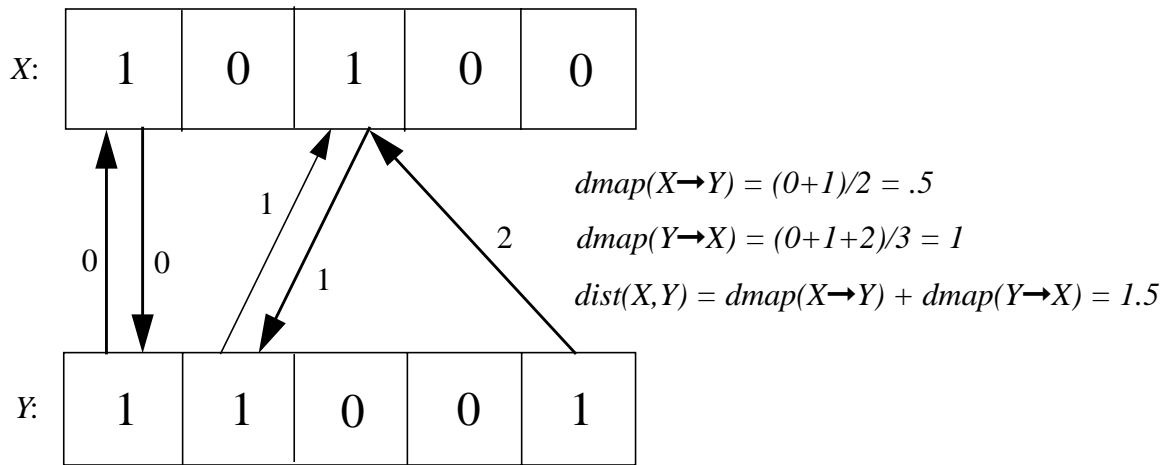 X: 1 0 1 0 0
dmap(X→Y) = (0+1)/2 = .5
1
2
dmap(Y→X) = (0+1+2)/3 = 1
0 0 1
dist(X,Y) = dmap(X→Y) + dmap(Y→X) = 1.5
Y: 1 1 0 0 1